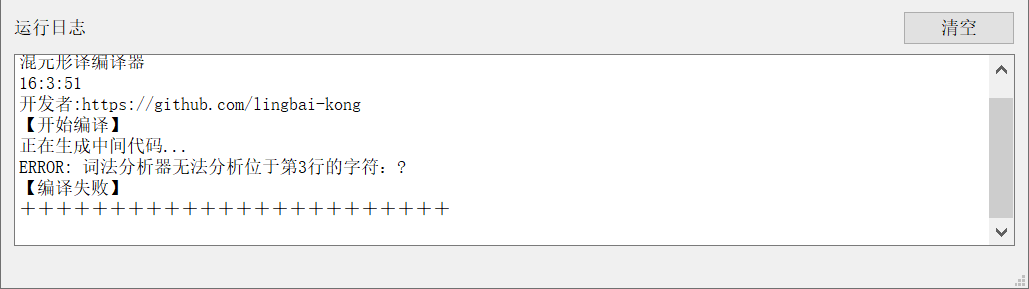 运行日志
清空
混元形译编译器
16:3:51
开发者:https://github.com/lingbai-kong
【开始编译】
正在生成中间代码...
ERROR: 词法分析器无法分析位于第3行的字符：?
【编译失败】
++++++++++++++++++++++++